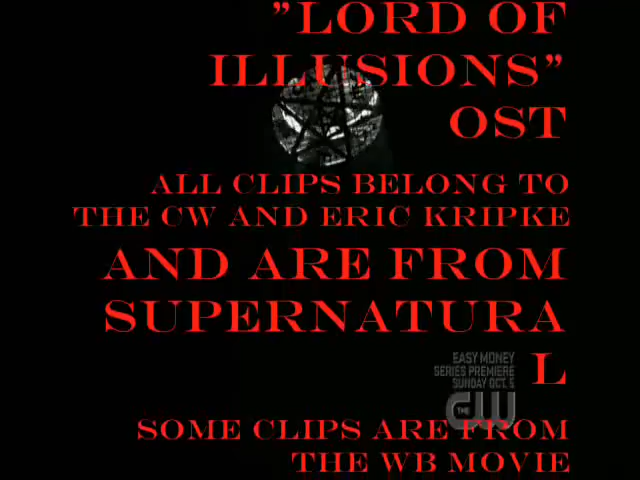 "LORD OF
ILLUSIONS"
OST
ALL CLIPS BELONG TO
THE CW AND ERIC KRIPKE
AND ARE FROM
SUPERNATURA
L
EASY MONEY
SERIES PREMIERE
SUNDAY OCT. 5
THE CW
SOME CLIPS ARE FROM
THE WB MOVIE